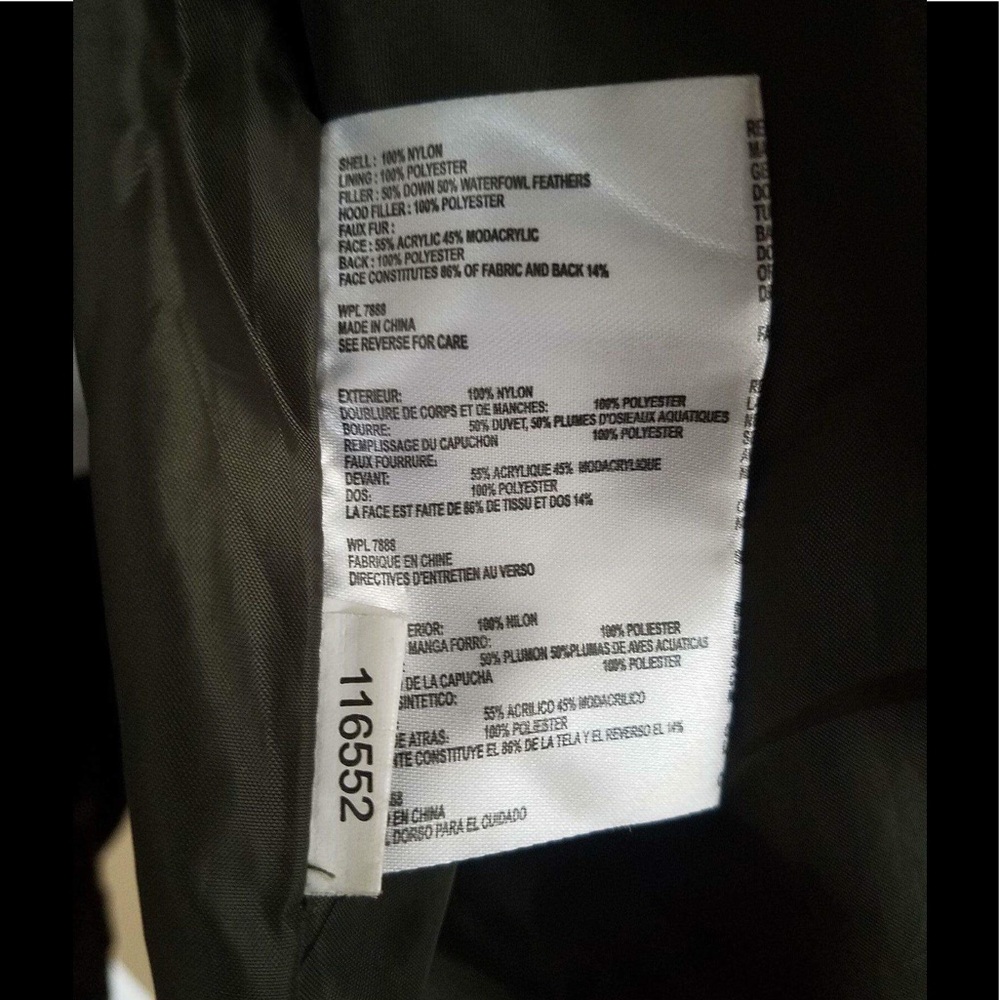 SHELL: 100% NYLON
LINING: 100% POLYESTER
FILLER: 50% DOWN 50% WATERFOWL FEATHERS
HOOD FILLER: 100% POLYESTER
FAUX FUR:
FACE: 55% ACRYLIC 45% MODACRYLIC
BACK: 100% POLYESTER
FACE CONSTITUTES 86% OF FABRIC AND BACK 14%
WPL 7888
MADE IN CHINA
SEE REVERSE FOR CARE
EXTERIEUR: 100% NYLON
DOUBLURE DE CORPS ET DE MANCHES: 100% POLYESTER
BOURRE: 50% DUVET, 50% PLUMES D'OSIEAUX AQUATIQUES
REMPLISSAGE DU CAPUCHON 100% POLYESTER
FAUX FOURRURE:
DEVANT: 55% ACRYLIQUE 45% MODACRYLIQUE
DOS: 100% POLYESTER
LA FACE EST FAITE DE 86% DE TISSU ET DOS 14%
WPL 7888
FABRIQUE EN CHINE
DIRECTIVES D'ENTRETIEN AU VERSO
ERIOR: 100% NILON
MANGA FORRO: 100% POLIESTER
50% PLUMON 50%PLUMAS DE AVES ACUATICAS
DE LA CAPUCHA 100% POLIESTER
SINTETICO:
55% ACRILICO 45% MODACRILICO
DE ATRAS: 100% POLIESTER
NTE CONSTITUYE EL 86% DE LA TELA Y EL REVERSO EL 14%
EN CHINA
L DORSO PARA EL CUIDADO
116552